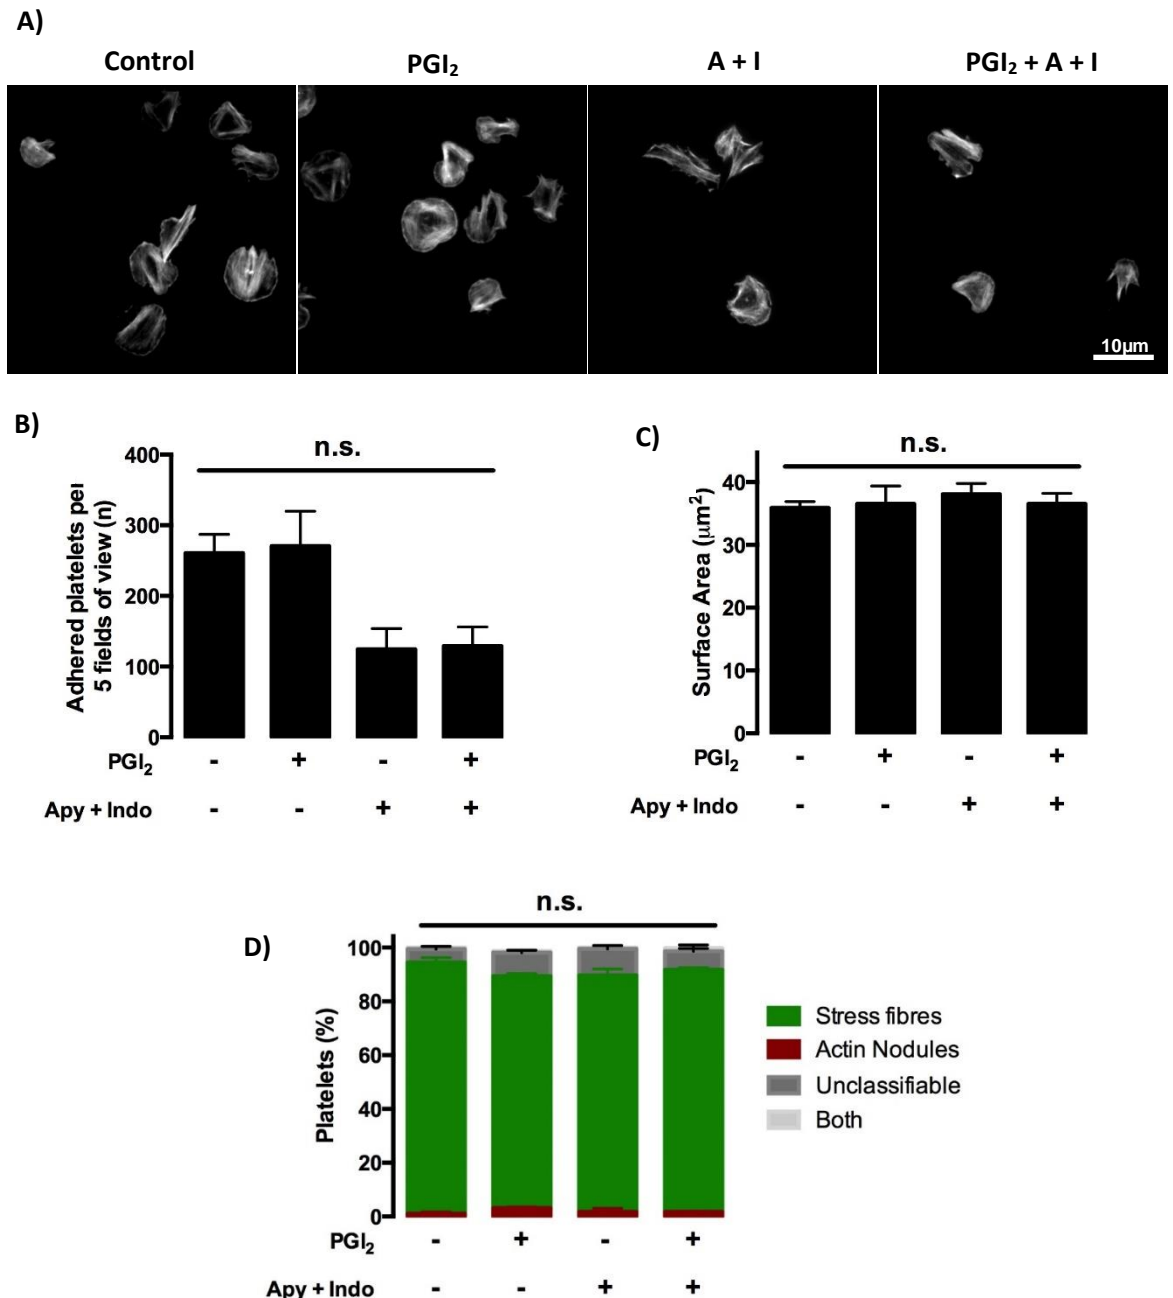 A)
Control PGI₂ A + I PGI₂ + A + I
10µm
B)
n.s.
Adhered platelets per
5 fields of view (n)
400
300
200
100
0
PGI₂ - + - +
Apy + Indo - - + +
C)
n.s.
Surface Area (µm²)
40
30
20
10
0
PGI₂ - + - +
Apy + Indo - - + +
D)
n.s.
Platelets (%)
100
80
60
40
20
0
PGI₂ - + - +
Apy + Indo - - + +
Stress fibres
Actin Nodules
Unclassifiable
Both